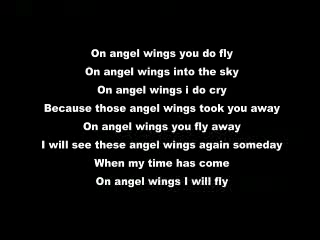 On angel wings you do fly
On angel wings into the sky
On angel wings i do cry
Because those angel wings took you away
On angel wings you fly away
I will see these angel wings again someday
When my time has come
On angel wings I will fly